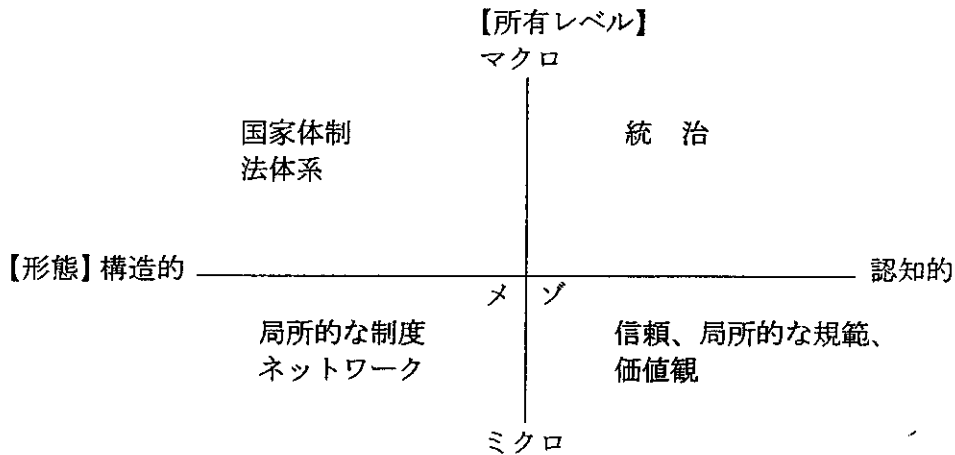 【所有レベル】
マクロ
国家体制
法体系
統 治
【形態】構造的
認知的
メ ゾ
局所的な制度
ネットワーク
信頼、局所的な規範、
価値観
ミクロ